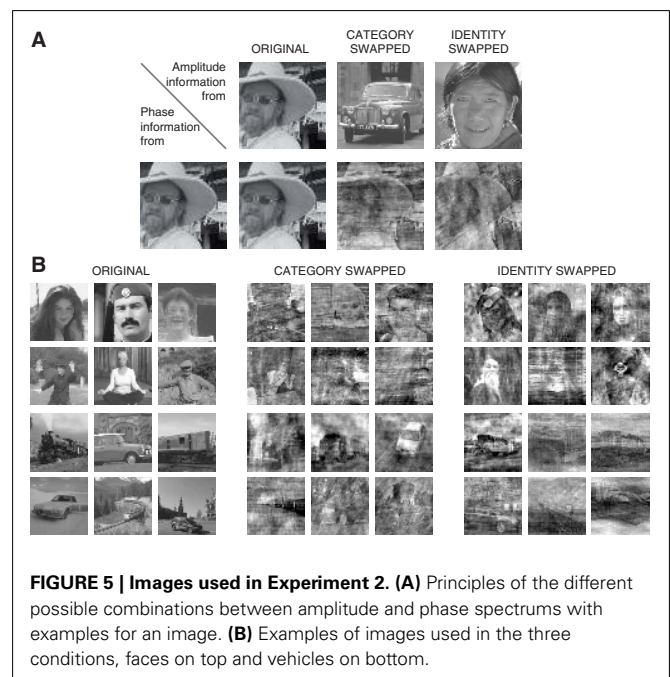 A
ORIGINAL
CATEGORY
SWAPPED
IDENTITY
SWAPPED
Amplitude
information
from
Phase
information
from
B
ORIGINAL
CATEGORY SWAPPED
IDENTITY SWAPPED
FIGURE 5 | Images used in Experiment 2. (A) Principles of the different
possible combinations between amplitude and phase spectrums with
examples for an image. (B) Examples of images used in the three
conditions, faces on top and vehicles on bottom.